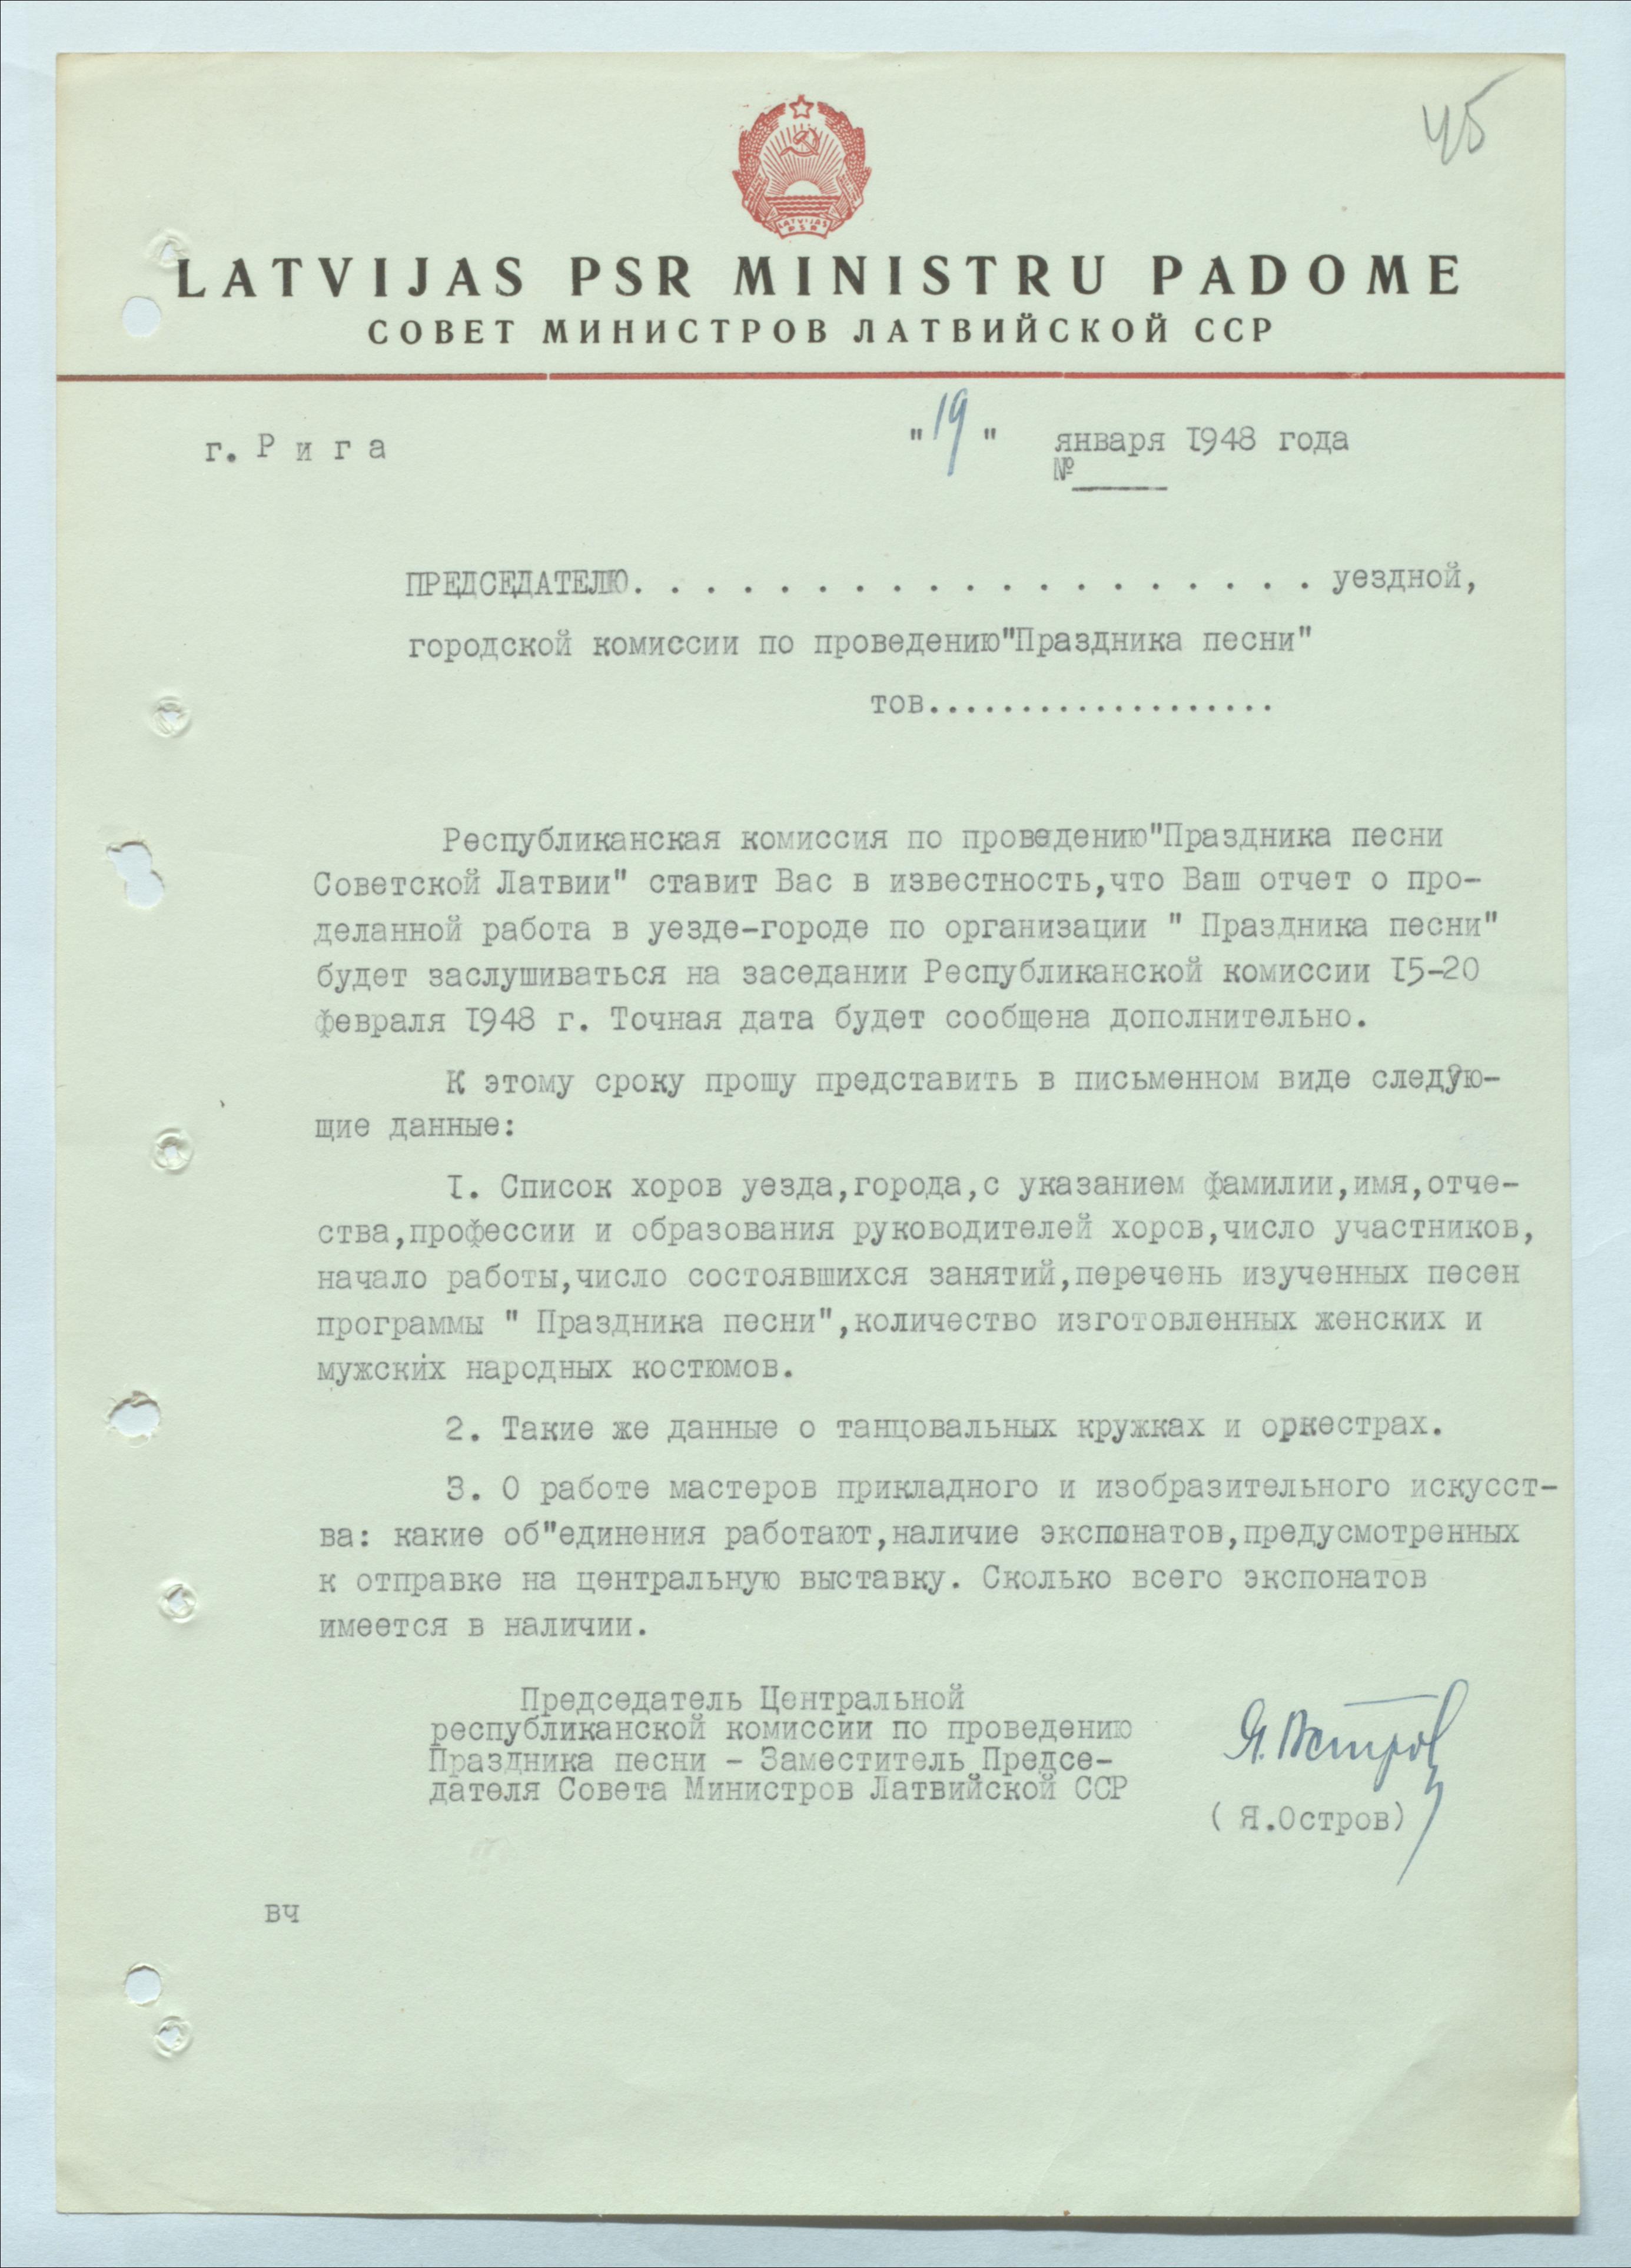 45
LATVIJAS
PSR
LATVIJAS PSR MINISTRU PADOME
СОВЕТ МИНИСТРОВ ЛАТВИЙСКОЙ ССР
г. Р и г а " 19 " января 1948 года
№
ПРЕДСЕДАТЕЛЮ. . . . . . . . . . . . . . . . . . . уездной,
городской комиссии по проведению"Праздника песни"
тов...................
Республиканская комиссия по проведению"Праздника песни
Советской Латвии" ставит Вас в известность,что Ваш отчет о про-
деланной работа в уезде-городе по организации " Праздника песни"
будет заслушиваться на заседании Республиканской комиссии 15-20
февраля 1948 г. Точная дата будет сообщена дополнительно.
К этому сроку прошу представить в письменном виде следую-
щие данные:
1. Список хоров уезда,города,с указанием фамилии,имя,отче-
ства,профессии и образования руководителей хоров,число участников,
начало работы,число состоявшихся занятий,перечень изученных песен
программы " Праздника песни",количество изготовленных женских и
мужских народных костюмов.
2. Такие же данные о танцовальных кружках и оркестрах.
3. О работе мастеров прикладного и изобразительного искусст-
ва: какие об"единения работают,наличие экспонатов,предусмотренных
к отправке на центральную выставку. Сколько всего экспонатов
имеется в наличии.
Председатель Центральной
республиканской комиссии по проведению
Праздника песни - Заместитель Предсе-
дателя Совета Министров Латвийской ССР
Я. Остров
( Я.Остров)
вч